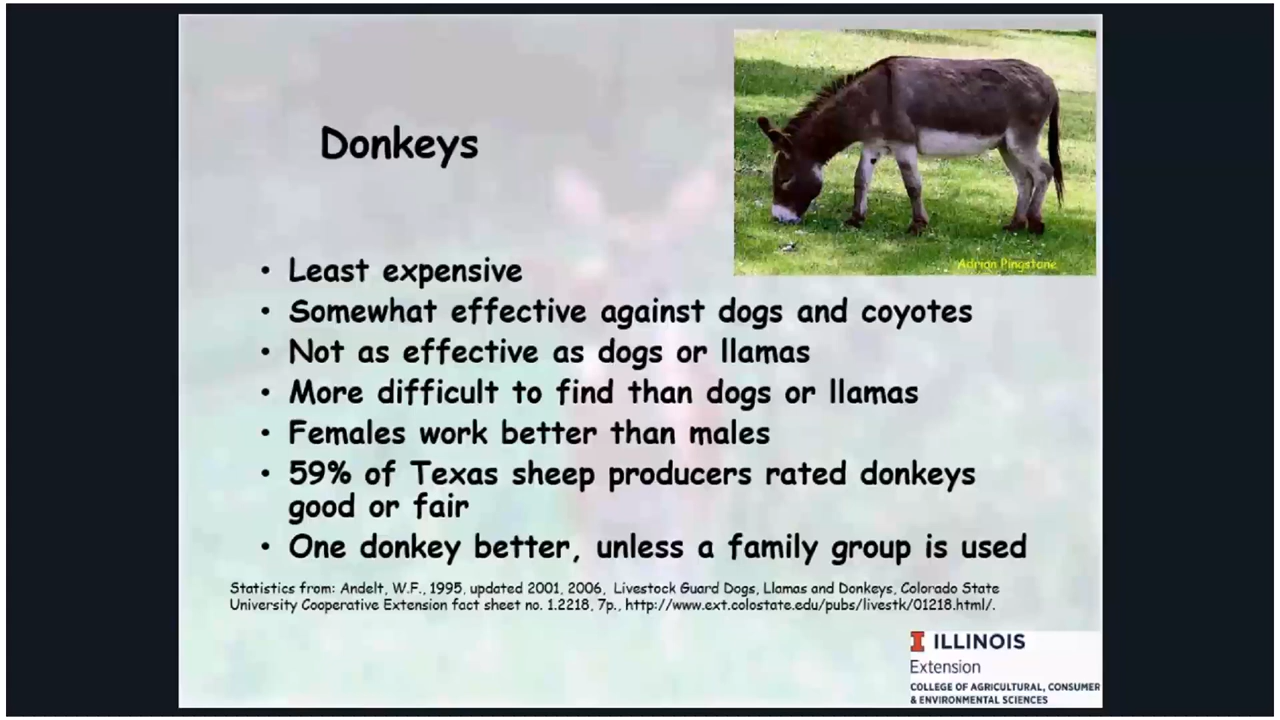 Adrian Pingstone
Donkeys
• Least expensive
• Somewhat effective against dogs and coyotes
• Not as effective as dogs or llamas
• More difficult to find than dogs or llamas
• Females work better than males
• 59% of Texas sheep producers rated donkeys
good or fair
• One donkey better, unless a family group is used
Statistics from: Andelt, W.F., 1995, updated 2001, 2006, Livestock Guard Dogs, Llamas and Donkeys, Colorado State
University Cooperative Extension fact sheet no. 1.2218, 7p., http://www.ext.colostate.edu/pubs/livestk/01218.html/.
I ILLINOIS
Extension
COLLEGE OF AGRICULTURAL, CONSUMER
& ENVIRONMENTAL SCIENCES